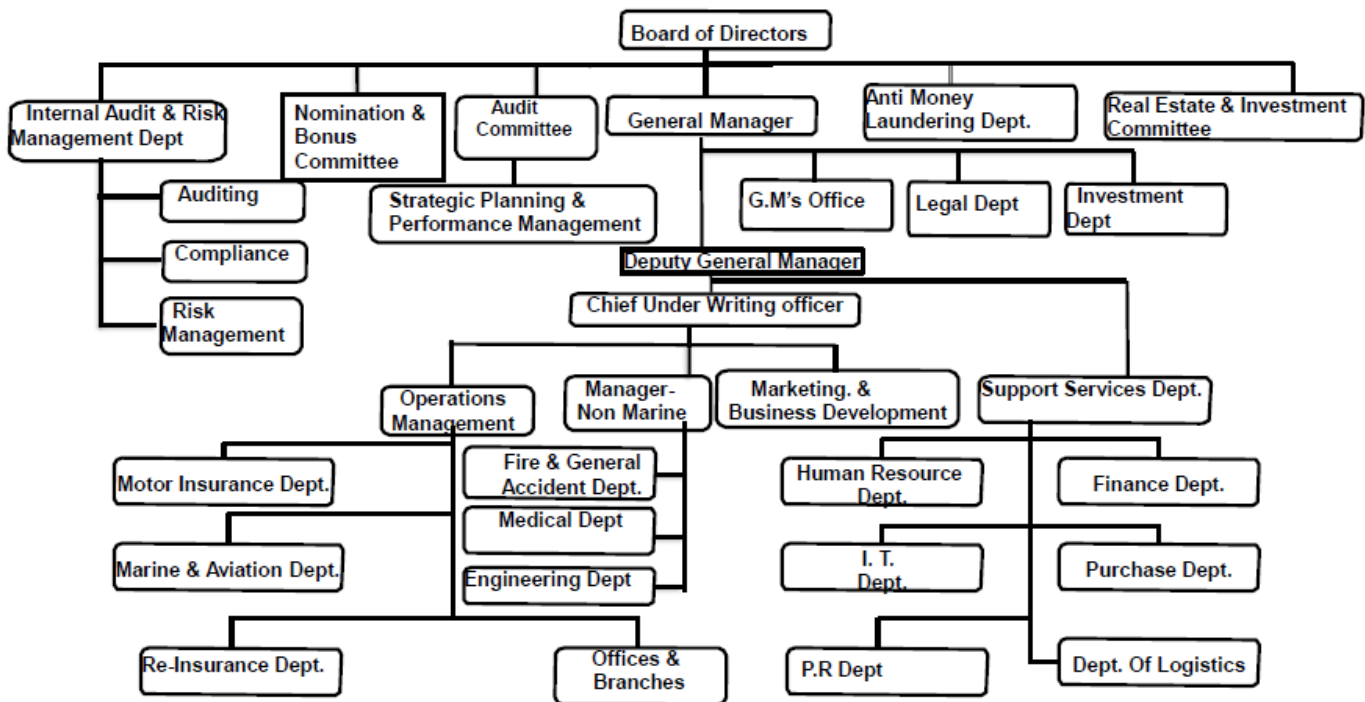 Board of Directors
Internal Audit & Risk
Management Dept
Nomination &
Bonus
Committee
Audit
Committee
General Manager
Anti Money
Laundering Dept.
Real Estate & Investment
Committee
Auditing
Strategic Planning &
Performance Management
G.M's Office
Legal Dept
Investment
Dept
Compliance
Deputy General Manager
Risk
Management
Chief Under Writing officer
Operations
Management
Manager-
Non Marine
Marketing. &
Business Development
Support Services Dept.
Motor Insurance Dept.
Fire & General
Accident Dept.
Human Resource
Dept.
Finance Dept.
Medical Dept
Marine & Aviation Dept.
Engineering Dept
I. T.
Dept.
Purchase Dept.
Re-Insurance Dept.
Offices &
Branches
P.R Dept
Dept. Of Logistics